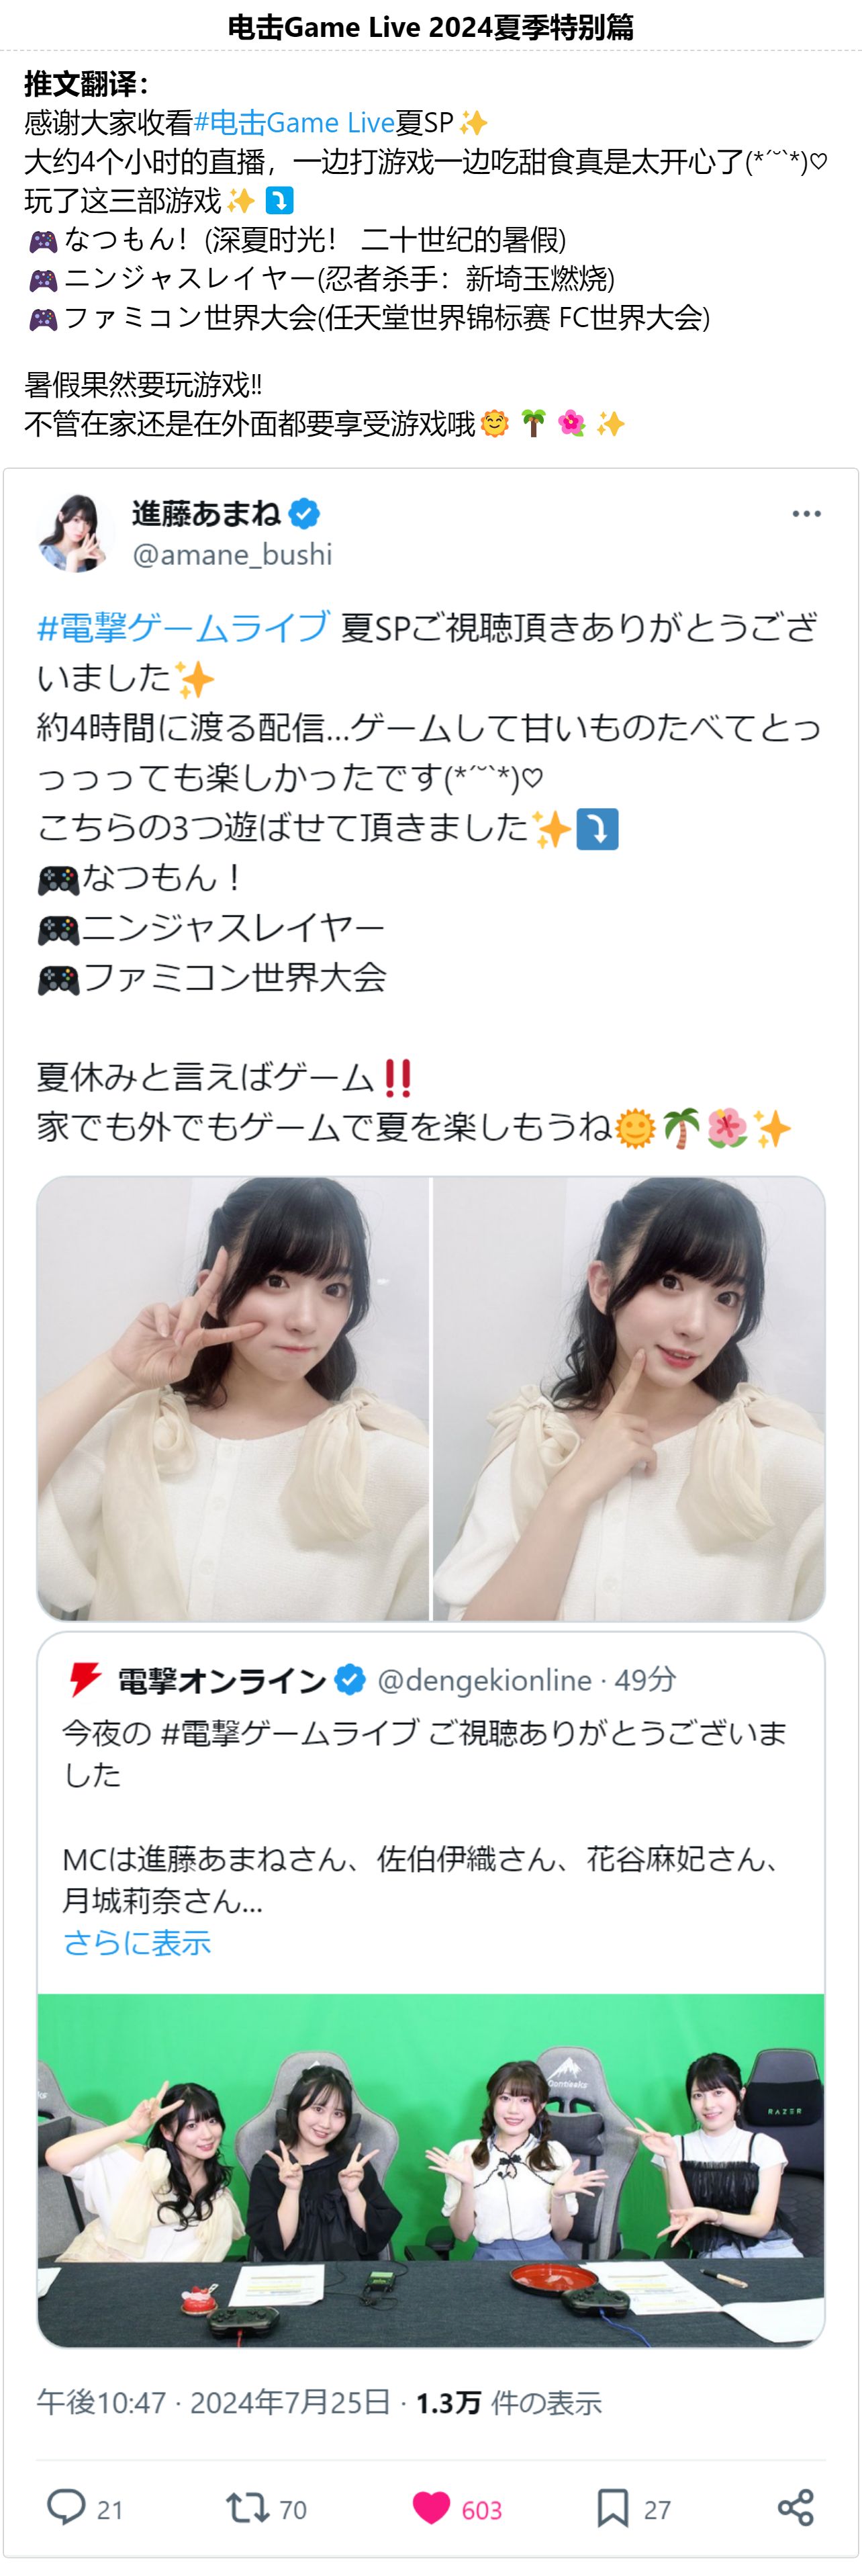 电击Game Live 2024夏季特别篇
推文翻译：
感谢大家收看#电击Game Live夏SP✨
大约4个小时的直播，一边打游戏一边吃甜食真是太开心了(*ˊ˘ˋ*)♡
玩了这三部游戏✨⤵️
🎮なつもん！(深夏时光！ 二十世纪的暑假)
🎮ニンジャスレイヤー(忍者杀手：新埼玉燃烧)
🎮ファミコン世界大会(任天堂世界锦标赛 FC世界大会)
暑假果然要玩游戏‼
不管在家还是在外面都要享受游戏哦🌞🌴🌺✨
進藤あまね
@amane_bushi
#電撃ゲームライブ 夏SPご視聴頂きありがとうござ
いました✨
約4時間に渡る配信...ゲームして甘いものたべてとっ
っっっても楽しかったです(*ˊ˘ˋ*)♡
こちらの3つ遊ばせて頂きました✨⤵️
🎮なつもん！
🎮ニンジャスレイヤー
🎮ファミコン世界大会
夏休みと言えばゲーム‼️
家でも外でもゲームで夏を楽しもうね🌞🌴🌺✨
電撃オンライン @dengekionline · 49分
今夜の #電撃ゲームライブ ご視聴ありがとうございま
した
MCは進藤あまねさん、佐伯伊織さん、花谷麻妃さん、
月城莉奈さん...
さらに表示
Contieaks
RAZER
午後10:47 · 2024年7月25日 · 1.3万 件の表示
21 70 603 27